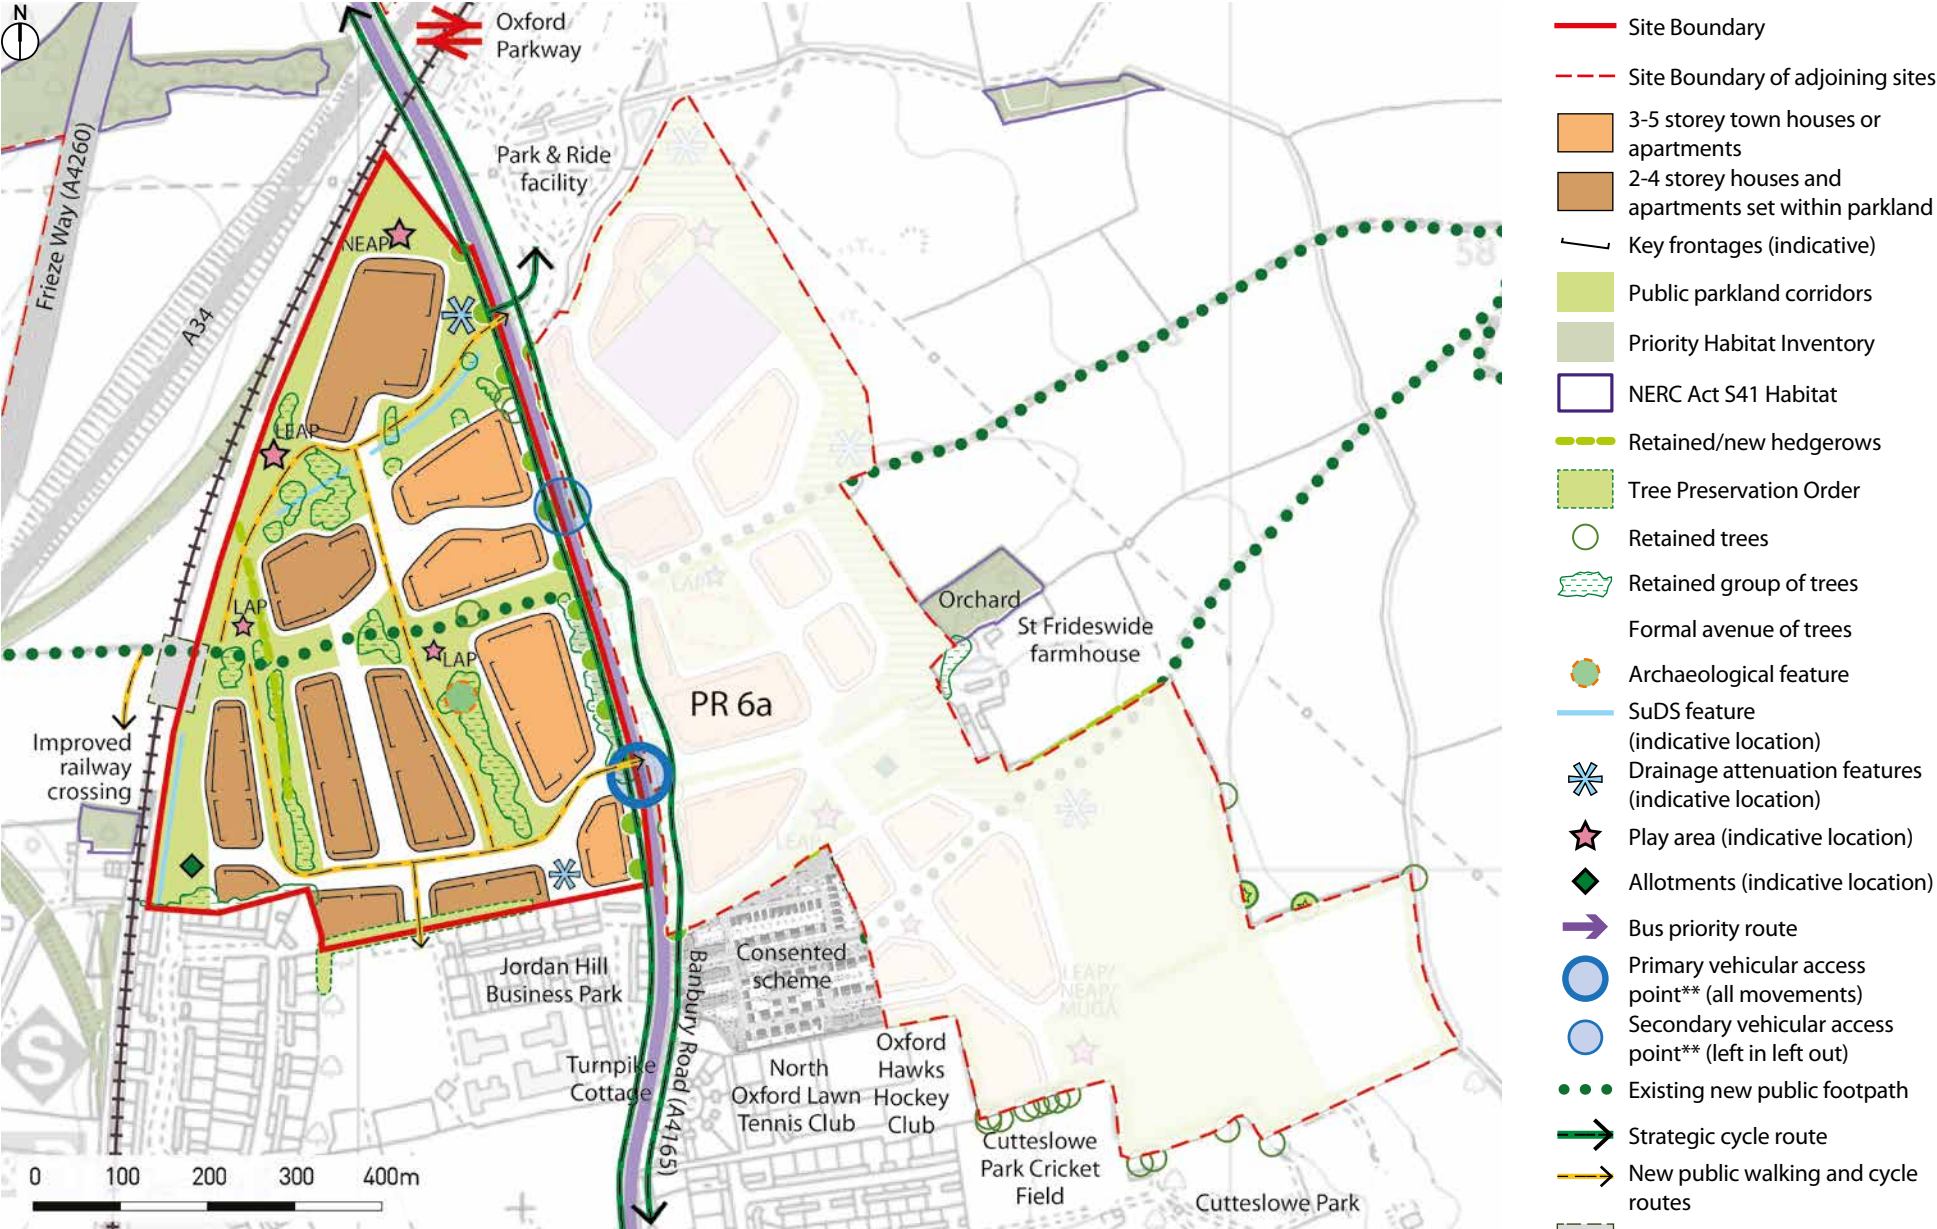 N
Oxford
Parkway
Park & Ride
facility
Frieze Way (A4260)
A34
NEAP
LEAP
LAP
LAP
LAP
58
Orchard
St Frideswide
farmhouse
PR 6a
Improved
railway
crossing
LEAP
Consented
scheme
Jordan Hill
Business Park
Banbury Road (A4165)
LEAP/
NEAP/
MUGA
Turnpike
Cottage
North
Oxford Lawn
Tennis Club
Oxford
Hawks
Hockey
Club
Cutteslowe
Park Cricket
Field
Cutteslowe Park
S
0 100 200 300 400m
Site Boundary
Site Boundary of adjoining sites
3-5 storey town houses or
apartments
2-4 storey houses and
apartments set within parkland
Key frontages (indicative)
Public parkland corridors
Priority Habitat Inventory
NERC Act S41 Habitat
Retained/new hedgerows
Tree Preservation Order
Retained trees
Retained group of trees
Formal avenue of trees
Archaeological feature
SuDS feature
(indicative location)
Drainage attenuation features
(indicative location)
Play area (indicative location)
Allotments (indicative location)
Bus priority route
Primary vehicular access
point** (all movements)
Secondary vehicular access
point** (left in left out)
Existing new public footpath
Strategic cycle route
New public walking and cycle
routes